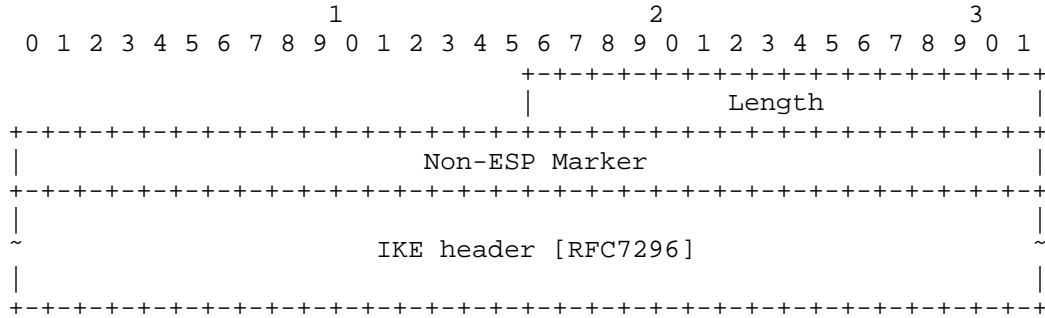 1                   2                   3
0 1 2 3 4 5 6 7 8 9 0 1 2 3 4 5 6 7 8 9 0 1 2 3 4 5 6 7 8 9 0 1
                                +-+-+-+-+-+-+-+-+-+-+-+-+-+-+-+-+
                                |            Length             |
+-+-+-+-+-+-+-+-+-+-+-+-+-+-+-+-+-+-+-+-+-+-+-+-+-+-+-+-+-+-+-+-+
|                         Non-ESP Marker                        |
+-+-+-+-+-+-+-+-+-+-+-+-+-+-+-+-+-+-+-+-+-+-+-+-+-+-+-+-+-+-+-+-+
|                                                               |
~                      IKE header [RFC7296]                     ~
|                                                               |
+-+-+-+-+-+-+-+-+-+-+-+-+-+-+-+-+-+-+-+-+-+-+-+-+-+-+-+-+-+-+-+-+